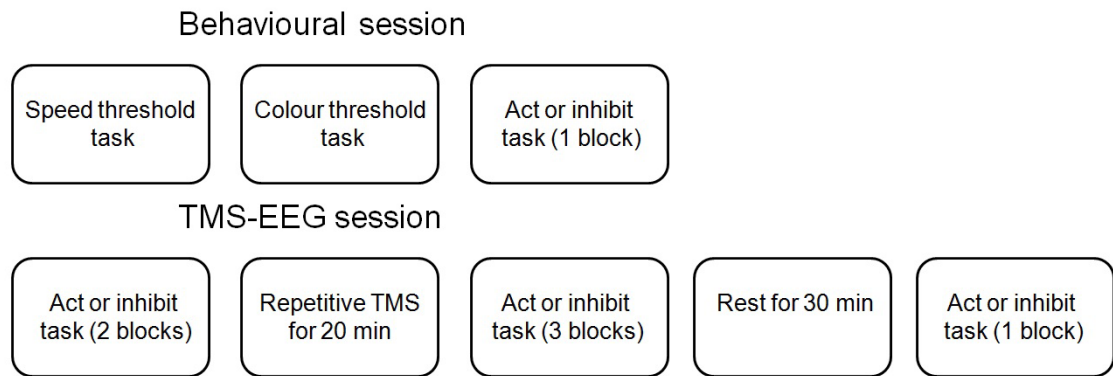 Behavioural session
Speed threshold
task
Colour threshold
task
Act or inhibit
task (1 block)
TMS-EEG session
Act or inhibit
task (2 blocks)
Repetitive TMS
for 20 min
Act or inhibit
task (3 blocks)
Rest for 30 min
Act or inhibit
task (1 block)